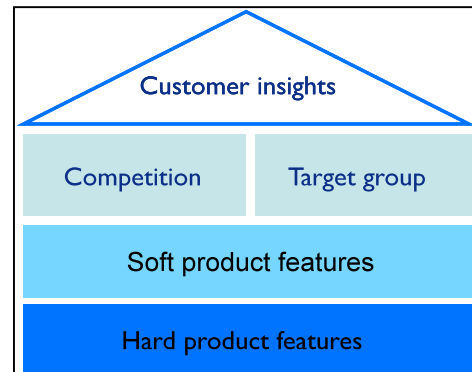 Customer insights
Competition
Target group
Soft product features
Hard product features